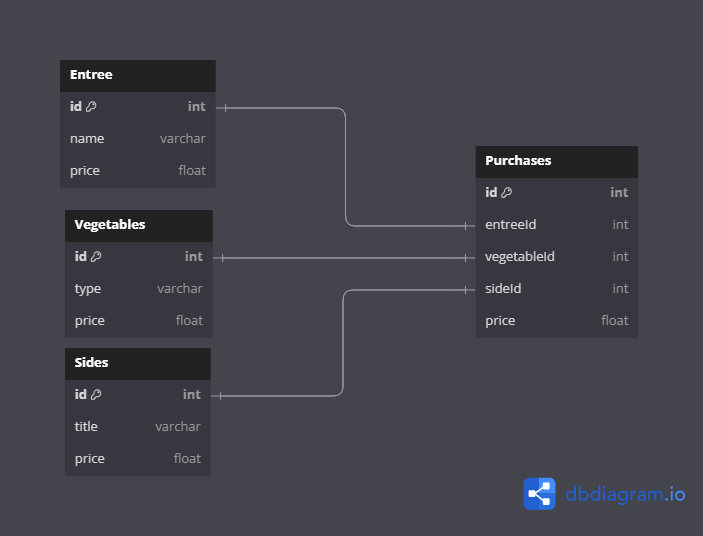 Entree
id int
name varchar
price float
Vegetables
id int
type varchar
price float
Sides
id int
title varchar
price float
Purchases
id int
entreeId int
vegetableId int
sideId int
price float
dbdiagram.io